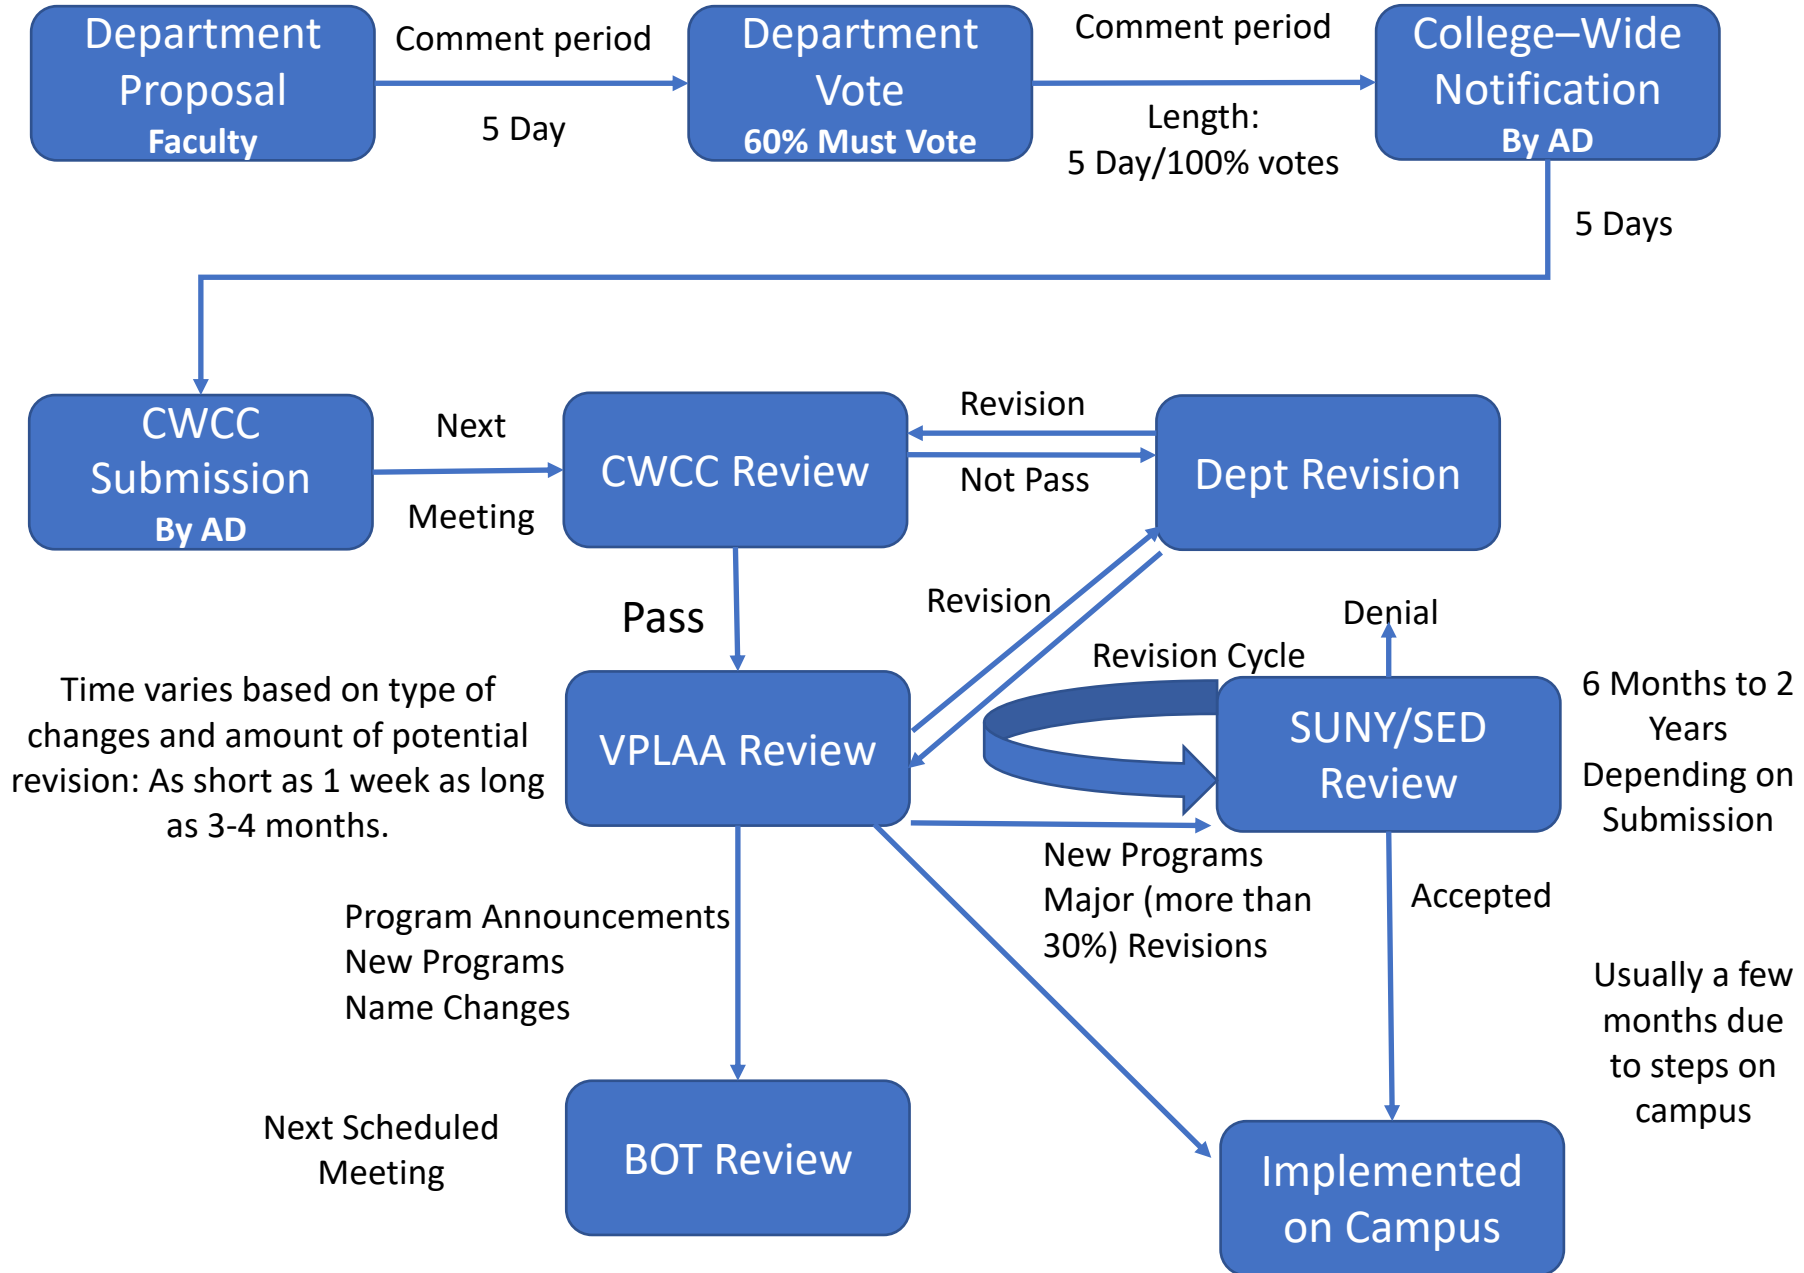 Department
Proposal
Faculty
Comment period
5 Day
Department
Vote
60% Must Vote
Comment period
Length:
5 Day/100% votes
College–Wide
Notification
By AD
5 Days
CWCC
Submission
By AD
Next
Meeting
CWCC Review
Revision
Not Pass
Dept Revision
Pass
Revision
Denial
Revision Cycle
Time varies based on type of
changes and amount of potential
revision: As short as 1 week as long
as 3-4 months.
VPLAA Review
SUNY/SED
Review
6 Months to 2
Years
Depending on
Submission
New Programs
Major (more than
30%) Revisions
Accepted
Program Announcements
New Programs
Name Changes
Usually a few
months due
to steps on
campus
Next Scheduled
Meeting
BOT Review
Implemented
on Campus